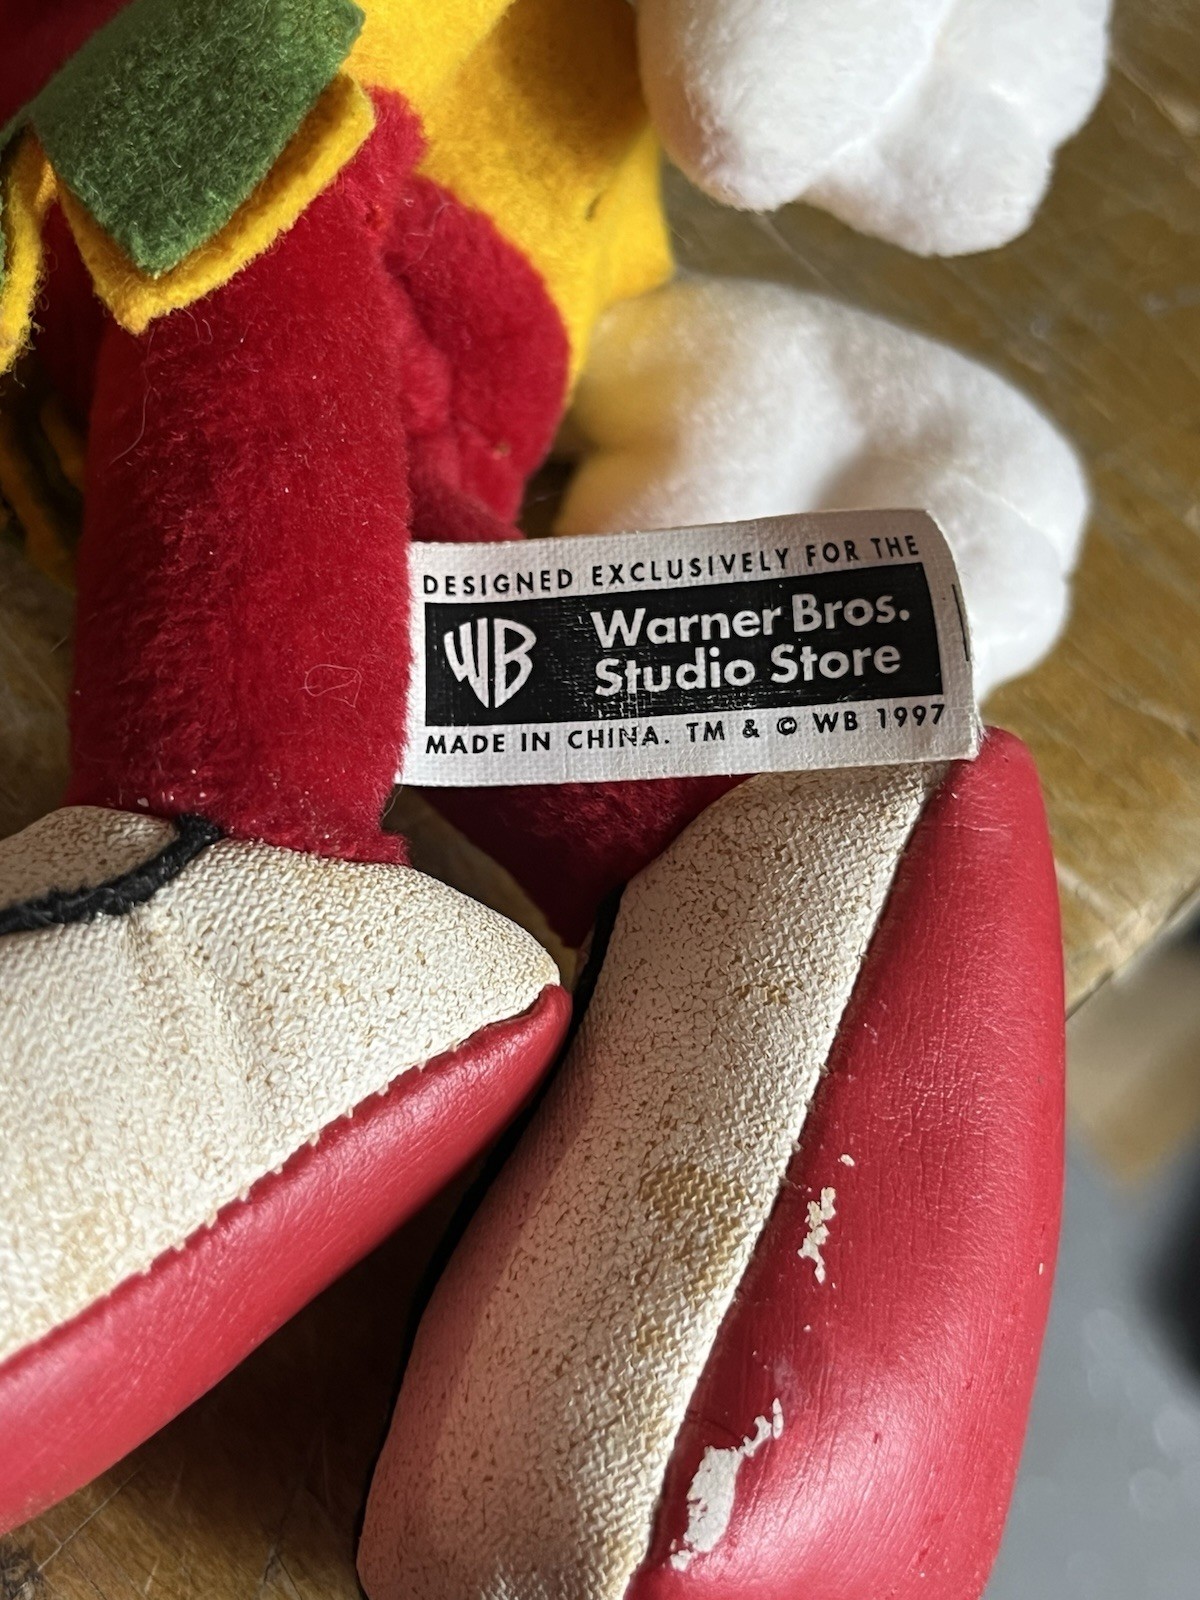 DESIGNED EXCLUSIVELY FOR THE
WB Warner Bros.
Studio Store
MADE IN CHINA. TM & © WB 1997